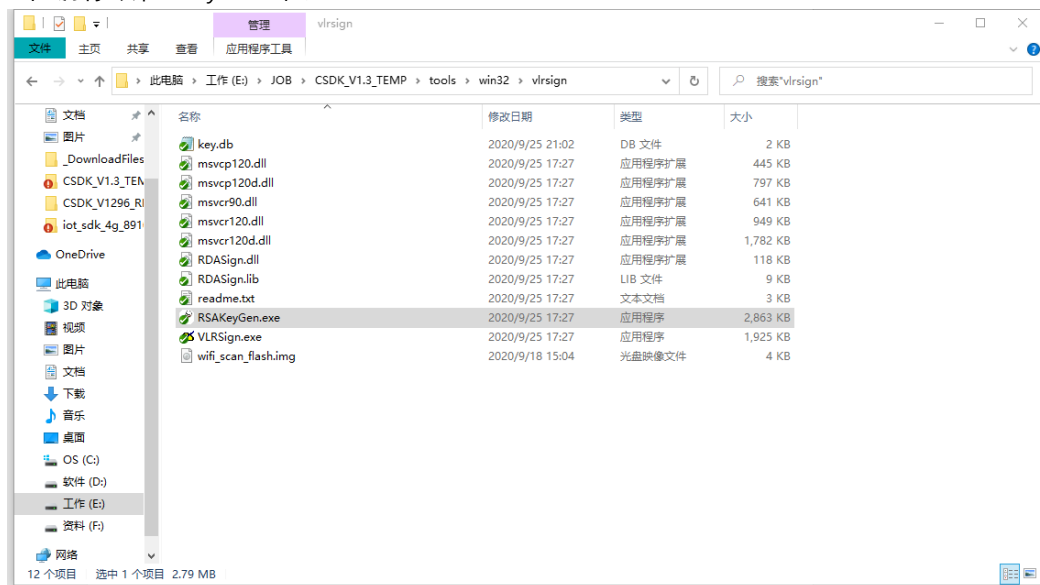 管理 vlrsign
文件 主页 共享 查看 应用程序工具
此电脑 › 工作 (E:) › JOB › CSDK_V1.3_TEMP › tools › win32 › vlrsign 搜索"vlrsign"
名称 修改日期 类型 大小
文档
图片
_DownloadFiles
CSDK_V1.3_TEN
CSDK_V1296_RI
iot_sdk_4g_891
OneDrive
此电脑
3D 对象
视频
图片
文档
下载
音乐
桌面
OS (C:)
软件 (D:)
工作 (E:)
资料 (F:)
网络
key.db 2020/9/25 21:02 DB 文件 2 KB
msvcp120.dll 2020/9/25 17:27 应用程序扩展 445 KB
msvcp120d.dll 2020/9/25 17:27 应用程序扩展 797 KB
msvcr90.dll 2020/9/25 17:27 应用程序扩展 641 KB
msvcr120.dll 2020/9/25 17:27 应用程序扩展 949 KB
msvcr120d.dll 2020/9/25 17:27 应用程序扩展 1,782 KB
RDASign.dll 2020/9/25 17:27 应用程序扩展 118 KB
RDASign.lib 2020/9/25 17:27 LIB 文件 9 KB
readme.txt 2020/9/25 17:27 文本文档 3 KB
RSAKeyGen.exe 2020/9/25 17:27 应用程序 2,863 KB
VLRSign.exe 2020/9/25 17:27 应用程序 1,925 KB
wifi_scan_flash.img 2020/9/18 15:04 光盘映像文件 4 KB
12 个项目 选中 1 个项目 2.79 MB